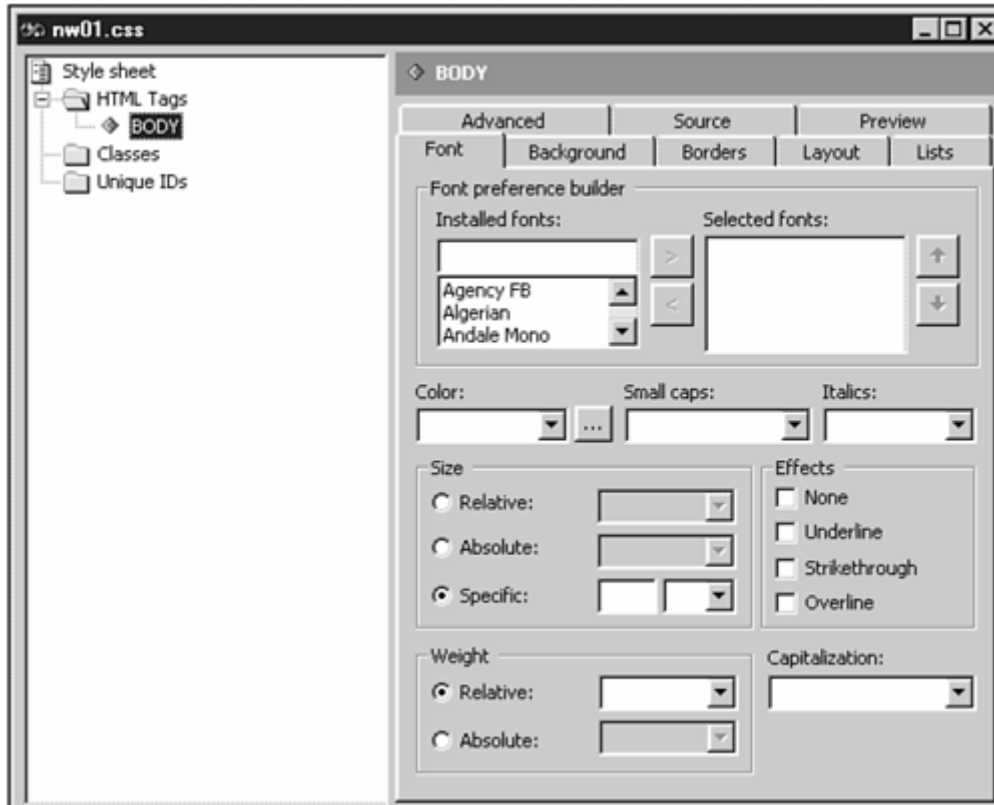 nw01.css
Style sheet
HTML Tags
BODY
Classes
Unique IDs
BODY
Advanced Source Preview
Font Background Borders Layout Lists
Font preference builder
Installed fonts: Selected fonts:
Agency FB
Algerian
Andale Mono
>
<
Color: Small caps: Italics:
...
Size
Relative:
Absolute:
Specific:
Effects
None
Underline
Strikethrough
Overline
Weight
Relative:
Absolute:
Capitalization: